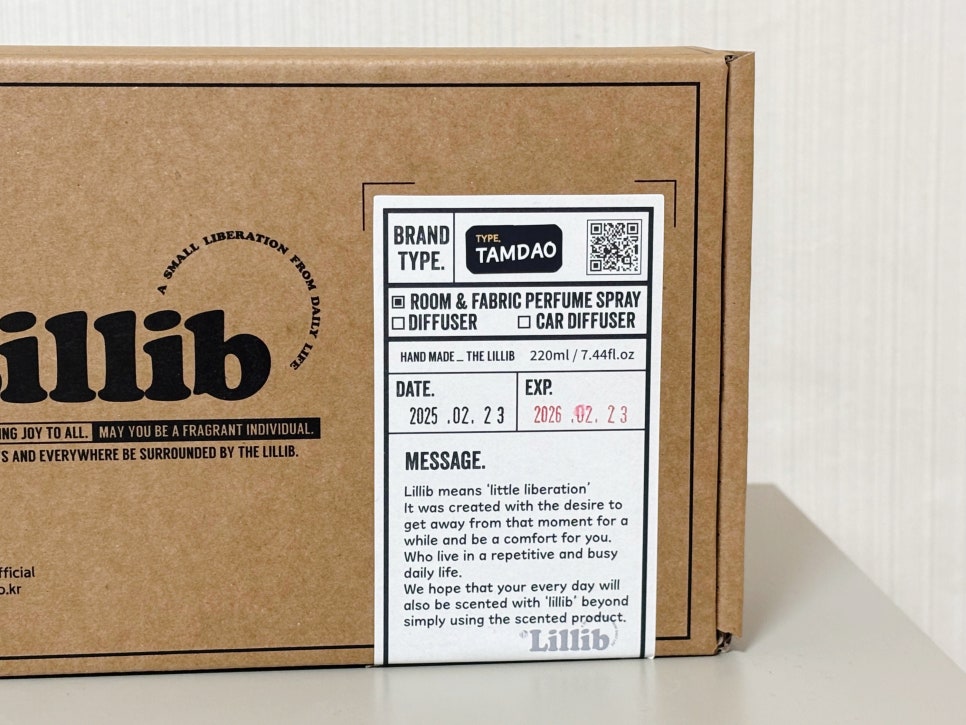 A SMALL LIBERATION FROM DAILY LIFE
illib
ING JOY TO ALL. MAY YOU BE A FRAGRANT INDIVIDUAL.
S AND EVERYWHERE BE SURROUNDED BY THE LILLIB.
fficial
o.kr
BRAND
TYPE.
TYPE.
TAMDAO
ROOM & FABRIC PERFUME SPRAY
DIFFUSER CAR DIFFUSER
HAND MADE _ THE LILLIB 220ml / 7.44fl.oz
DATE. EXP.
2025 .02. 23 2026 .02. 23
MESSAGE.
Lillib means 'little liberation'
It was created with the desire to
get away from that moment for a
while and be a comfort for you.
Who live in a repetitive and busy
daily life.
We hope that your every day will
also be scented with 'lillib' beyond
simply using the scented product.
Lillib